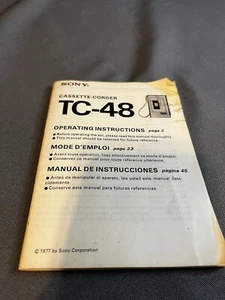 SONY
CASSETTE-CORDER
TC-48
OPERATING INSTRUCTIONS page 2
● Before operating the set, please read this manual thoroughly.
● This manual should be retained for future reference.
MODE D'EMPLOI page 23
● Avant toute opération, lisez attentivement ce mode d'emploi.
● Conservez ce manuel pour toute référence ultérieure.
MANUAL DE INSTRUCCIONES página 45
● Antes de manipular el aparato, lea usted este manual dete-
nidamente.
● Conserve este manual para futuras referencias.
© 1977 by Sony Corporation